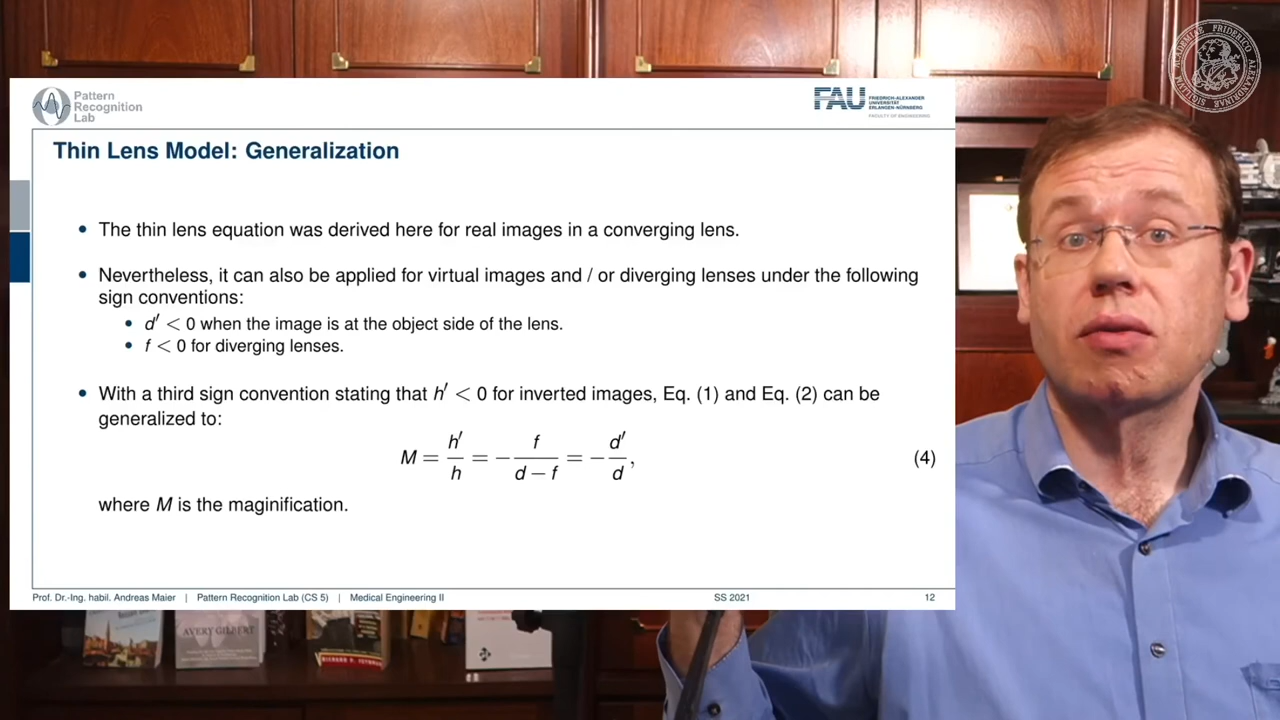 Pattern
Recognition
Lab
FAU
FRIEDRICH-ALEXANDER
UNIVERSITÄT
ERLANGEN-NÜRNBERG
FACULTY OF ENGINEERING
Thin Lens Model: Generalization
• The thin lens equation was derived here for real images in a converging lens.
• Nevertheless, it can also be applied for virtual images and / or diverging lenses under the following
sign conventions:
• d′ < 0 when the image is at the object side of the lens.
• f < 0 for diverging lenses.
• With a third sign convention stating that h′ < 0 for inverted images, Eq. (1) and Eq. (2) can be
generalized to:
M = h′/h = − f/(d − f) = − d′/d, (4)
where M is the maginification.
Prof. Dr.-Ing. habil. Andreas Maier | Pattern Recognition Lab (CS 5) | Medical Engineering II SS 2021 12
AVERY GILBERT